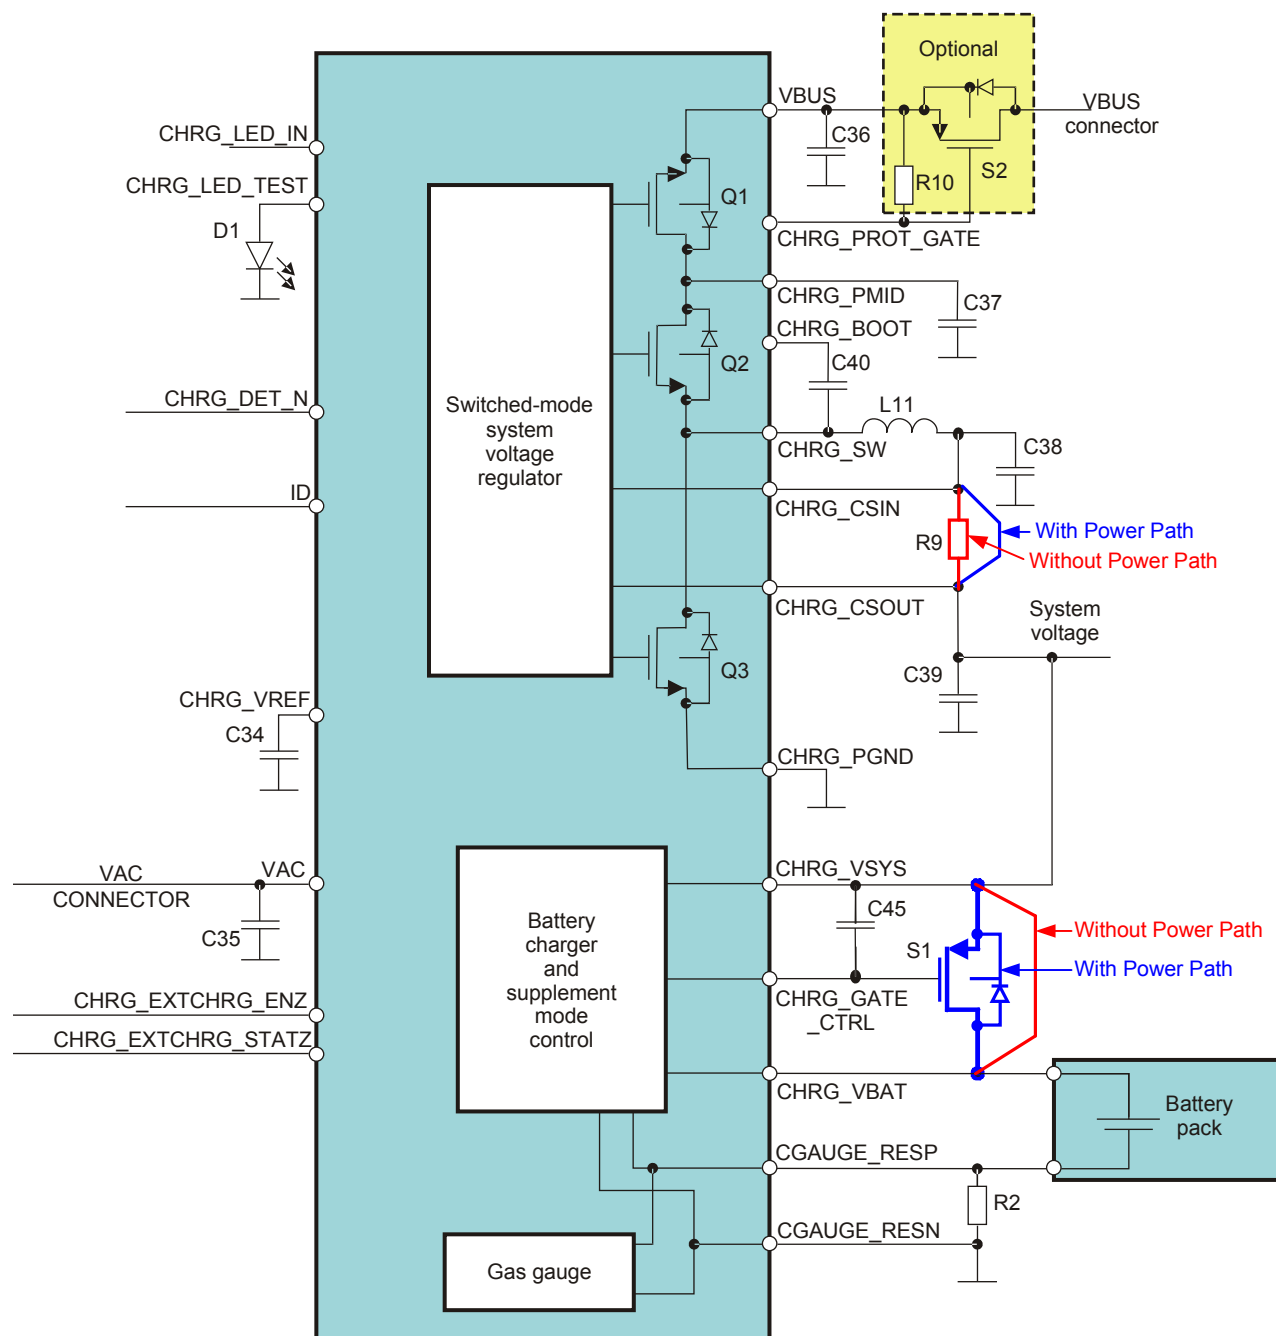 Optional
VBUS
VBUS
connector
CHRG_LED_IN
C36
CHRG_LED_TEST
R10
S2
Q1
D1
CHRG_PROT_GATE
CHRG_PMID
C37
CHRG_BOOT
Q2
C40
CHRG_DET_N
Switched-mode
system
voltage
regulator
L11
CHRG_SW
C38
ID
CHRG_CSIN
With Power Path
R9
Without Power Path
CHRG_CSOUT
System
voltage
Q3
C39
CHRG_VREF
C34
CHRG_PGND
VAC
VAC
CONNECTOR
CHRG_VSYS
C45
C35
Battery
charger
and
supplement
mode
control
S1
Without Power Path
With Power Path
CHRG_GATE
_CTRL
CHRG_EXTCHRG_ENZ
CHRG_EXTCHRG_STATZ
CHRG_VBAT
Battery
pack
CGAUGE_RESP
R2
CGAUGE_RESN
Gas gauge